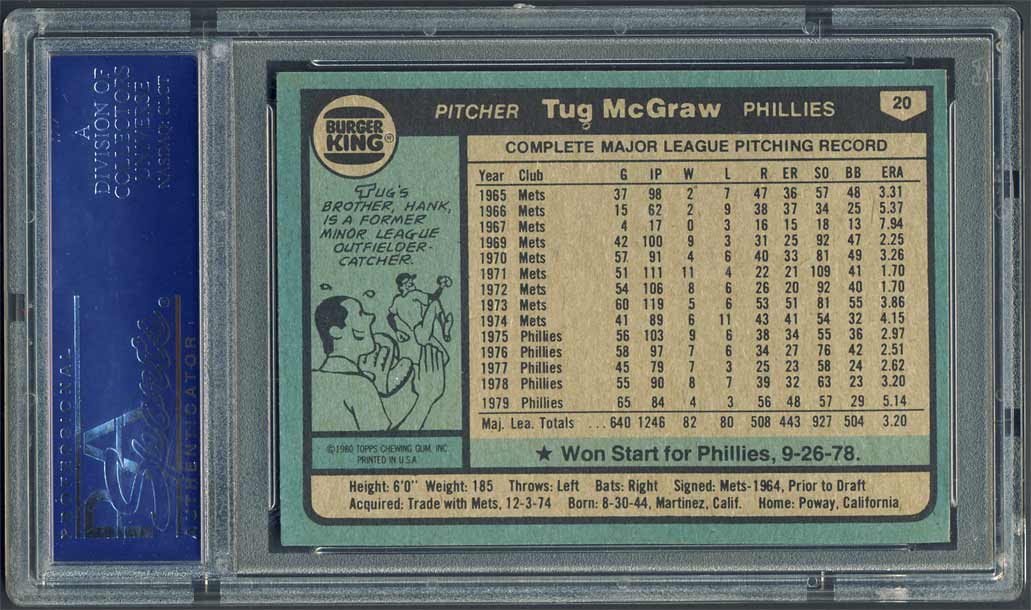 A
DIVISION OF
COLLECTORS
UNIVERSE
NASDAQ: CLCT
PROFESSIONAL
PSA
Sports
®
AUTHENTICATOR
BURGER
KING®
PITCHER Tug McGraw PHILLIES 20
TUG'S
BROTHER, HANK,
IS A FORMER
MINOR LEAGUE
OUTFIELDER-
CATCHER.
©1980 TOPPS CHEWING GUM, INC.
PRINTED IN U.S.A.
COMPLETE MAJOR LEAGUE PITCHING RECORD
Year Club G IP W L R ER SO BB ERA
1965 Mets 37 98 2 7 47 36 57 48 3.31
1966 Mets 15 62 2 9 38 37 34 25 5.37
1967 Mets 4 17 0 3 16 15 18 13 7.94
1969 Mets 42 100 9 3 31 25 92 47 2.25
1970 Mets 57 91 4 6 40 33 81 49 3.26
1971 Mets 51 111 11 4 22 21 109 41 1.70
1972 Mets 54 106 8 6 26 20 92 40 1.70
1973 Mets 60 119 5 6 53 51 81 55 3.86
1974 Mets 41 89 6 11 43 41 54 32 4.15
1975 Phillies 56 103 9 6 38 34 55 36 2.97
1976 Phillies 58 97 7 6 34 27 76 42 2.51
1977 Phillies 45 79 7 3 25 23 58 24 2.62
1978 Phillies 55 90 8 7 39 32 63 23 3.20
1979 Phillies 65 84 4 3 56 48 57 29 5.14
Maj. Lea. Totals ...640 1246 82 80 508 443 927 504 3.20
★ Won Start for Phillies, 9-26-78.
Height: 6'0" Weight: 185 Throws: Left Bats: Right Signed: Mets-1964, Prior to Draft
Acquired: Trade with Mets, 12-3-74 Born: 8-30-44, Martinez, Calif. Home: Poway, California